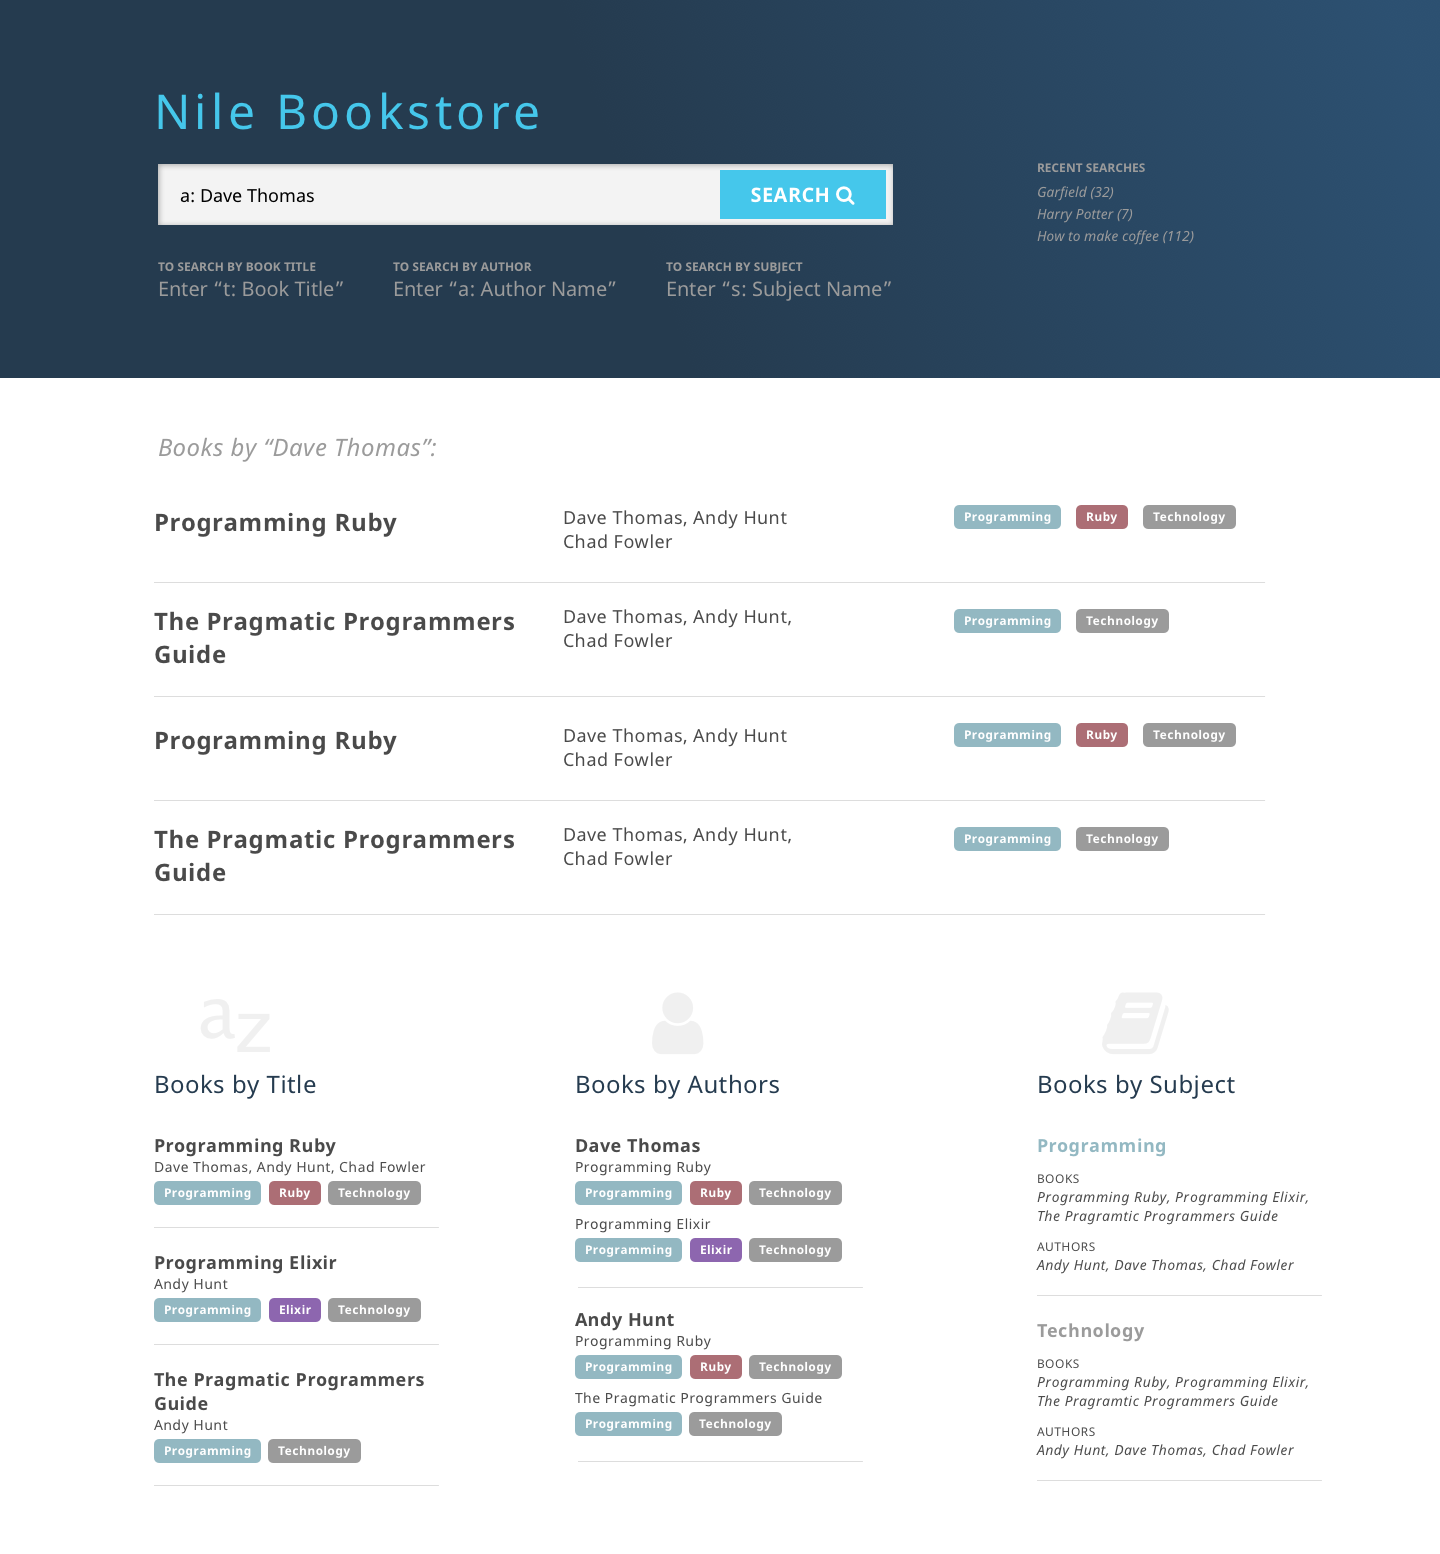 Nile Bookstore
a: Dave Thomas
SEARCH
RECENT SEARCHES
Garfield (32)
Harry Potter (7)
How to make coffee (112)
TO SEARCH BY BOOK TITLE
Enter “t: Book Title”
TO SEARCH BY AUTHOR
Enter “a: Author Name”
TO SEARCH BY SUBJECT
Enter “s: Subject Name”
Books by “Dave Thomas”:
Programming Ruby
Dave Thomas, Andy Hunt
Chad Fowler
Programming Ruby Technology
The Pragmatic Programmers
Guide
Dave Thomas, Andy Hunt,
Chad Fowler
Programming Technology
Programming Ruby
Dave Thomas, Andy Hunt
Chad Fowler
Programming Ruby Technology
The Pragmatic Programmers
Guide
Dave Thomas, Andy Hunt,
Chad Fowler
Programming Technology
az
Books by Title
Programming Ruby
Dave Thomas, Andy Hunt, Chad Fowler
Programming Ruby Technology
Programming Elixir
Andy Hunt
Programming Elixir Technology
The Pragmatic Programmers
Guide
Andy Hunt
Programming Technology
Books by Authors
Dave Thomas
Programming Ruby
Programming Ruby Technology
Programming Elixir
Programming Elixir Technology
Andy Hunt
Programming Ruby
Programming Ruby Technology
The Pragmatic Programmers Guide
Programming Technology
Books by Subject
Programming
BOOKS
Programming Ruby, Programming Elixir,
The Pragramtic Programmers Guide
AUTHORS
Andy Hunt, Dave Thomas, Chad Fowler
Technology
BOOKS
Programming Ruby, Programming Elixir,
The Pragramtic Programmers Guide
AUTHORS
Andy Hunt, Dave Thomas, Chad Fowler